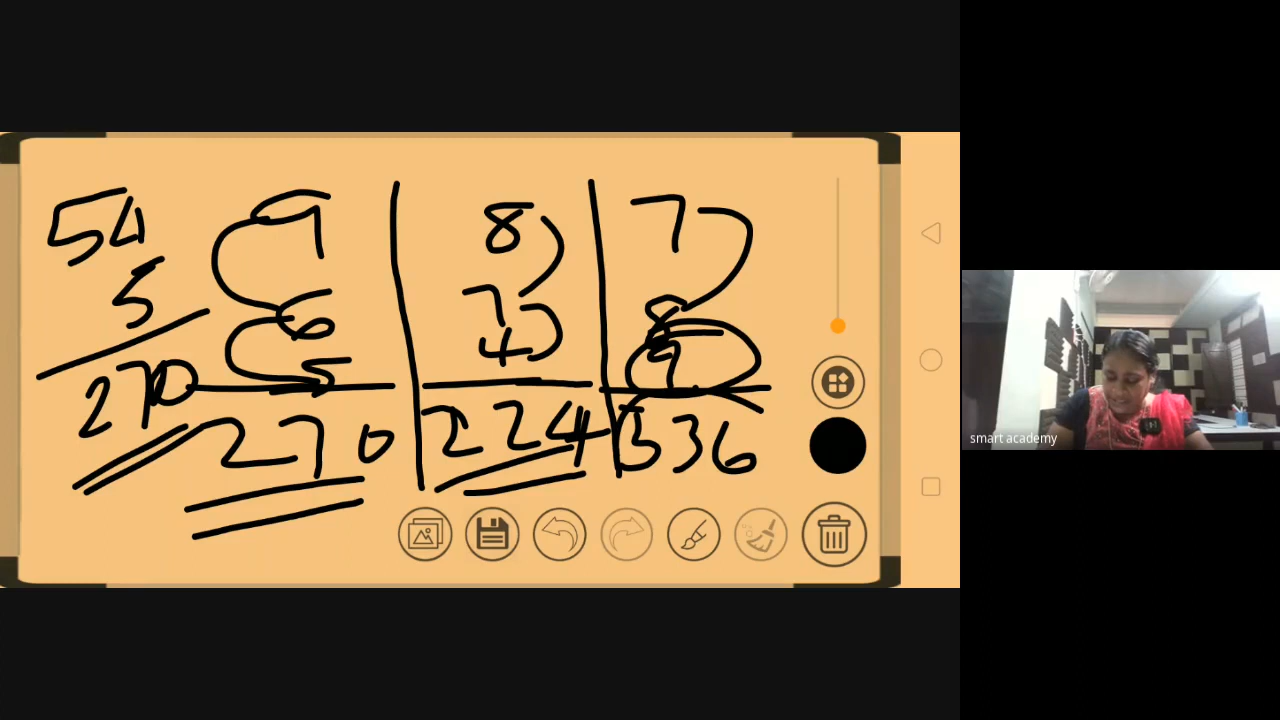 54 9 8 7
5 6 7 8
5 4 9
270 270 224 336
smart academy